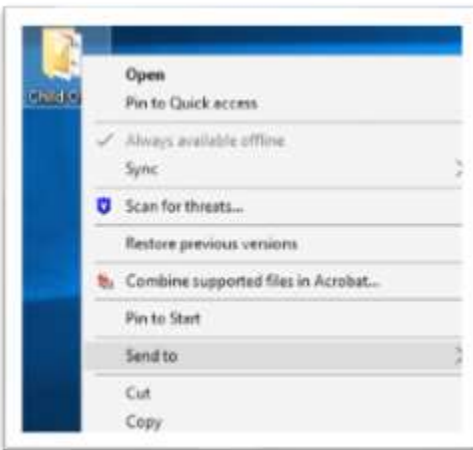 Child O
Open
Pin to Quick access
Always available offline
Sync
Scan for threats...
Restore previous versions
Combine supported files in Acrobat...
Pin to Start
Send to
Cut
Copy